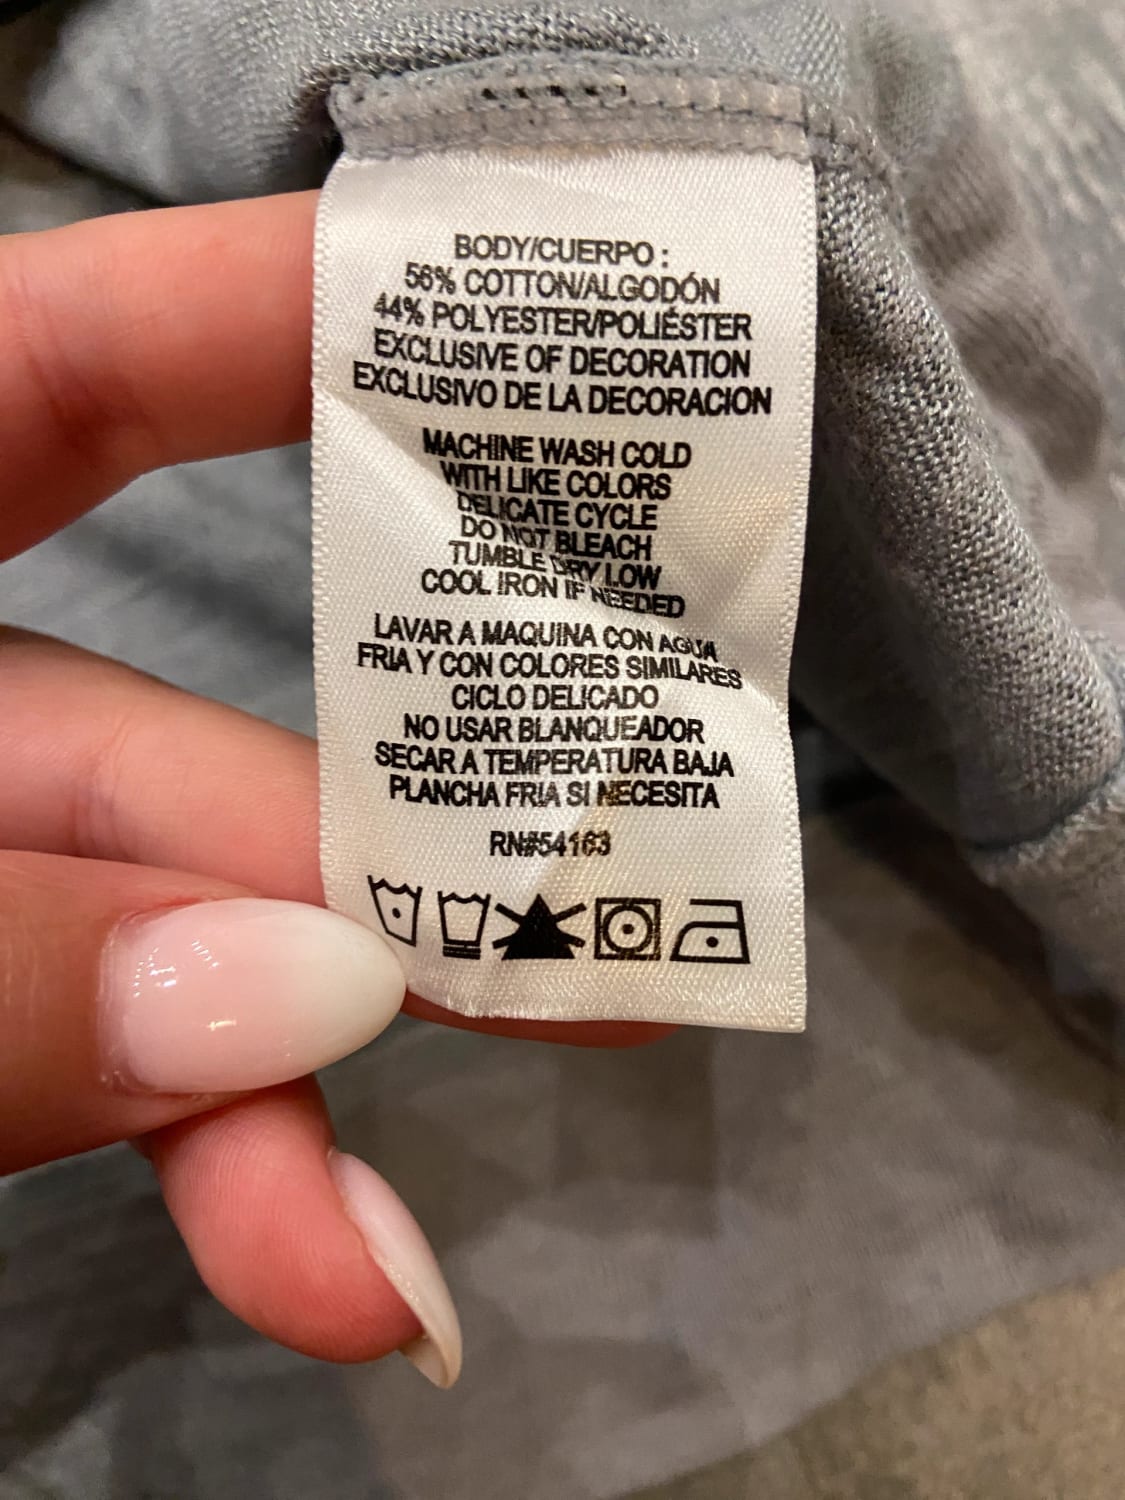 BODY/CUERPO :
56% COTTON/ALGODÓN
44% POLYESTER/POLIÉSTER
EXCLUSIVE OF DECORATION
EXCLUSIVO DE LA DECORACION
MACHINE WASH COLD
WITH LIKE COLORS
DELICATE CYCLE
DO NOT BLEACH
TUMBLE DRY LOW
COOL IRON IF NEEDED
LAVAR A MAQUINA CON AGUA
FRIA Y CON COLORES SIMILARES
CICLO DELICADO
NO USAR BLANQUEADOR
SECAR A TEMPERATURA BAJA
PLANCHA FRIA SI NECESITA
RN#54163